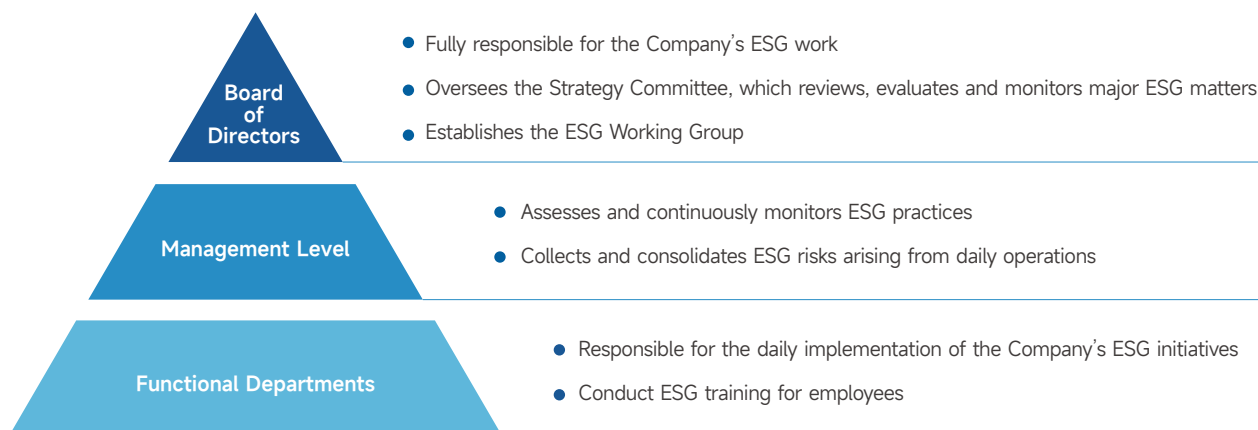 Board
of
Directors
Fully responsible for the Company’s ESG work
Oversees the Strategy Committee, which reviews, evaluates and monitors major ESG matters
Establishes the ESG Working Group
Management Level
Assesses and continuously monitors ESG practices
Collects and consolidates ESG risks arising from daily operations
Functional Departments
Responsible for the daily implementation of the Company’s ESG initiatives
Conduct ESG training for employees